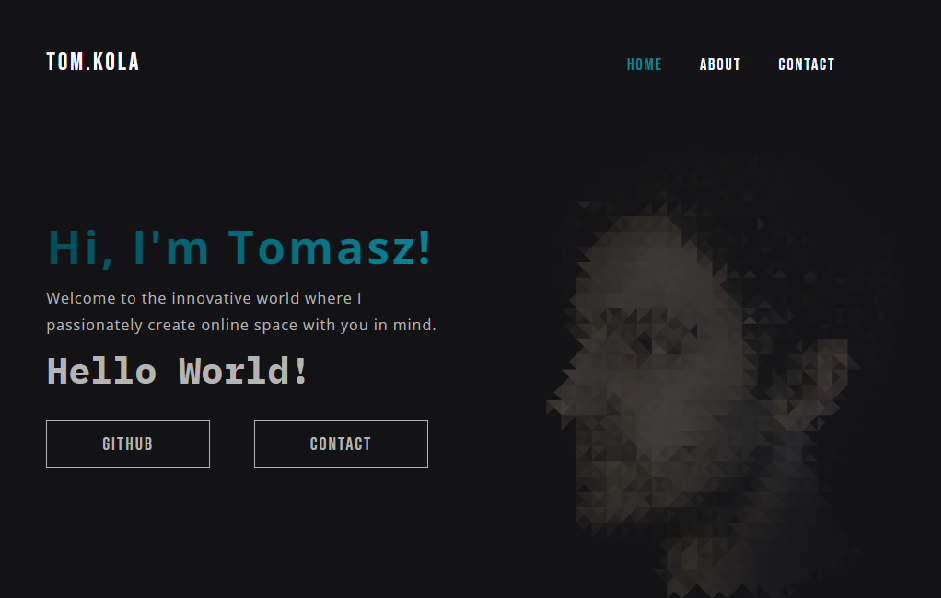 TOM.KOLA
HOME ABOUT CONTACT
Hi, I'm Tomasz!
Welcome to the innovative world where I
passionately create online space with you in mind.
Hello World!
GITHUB CONTACT